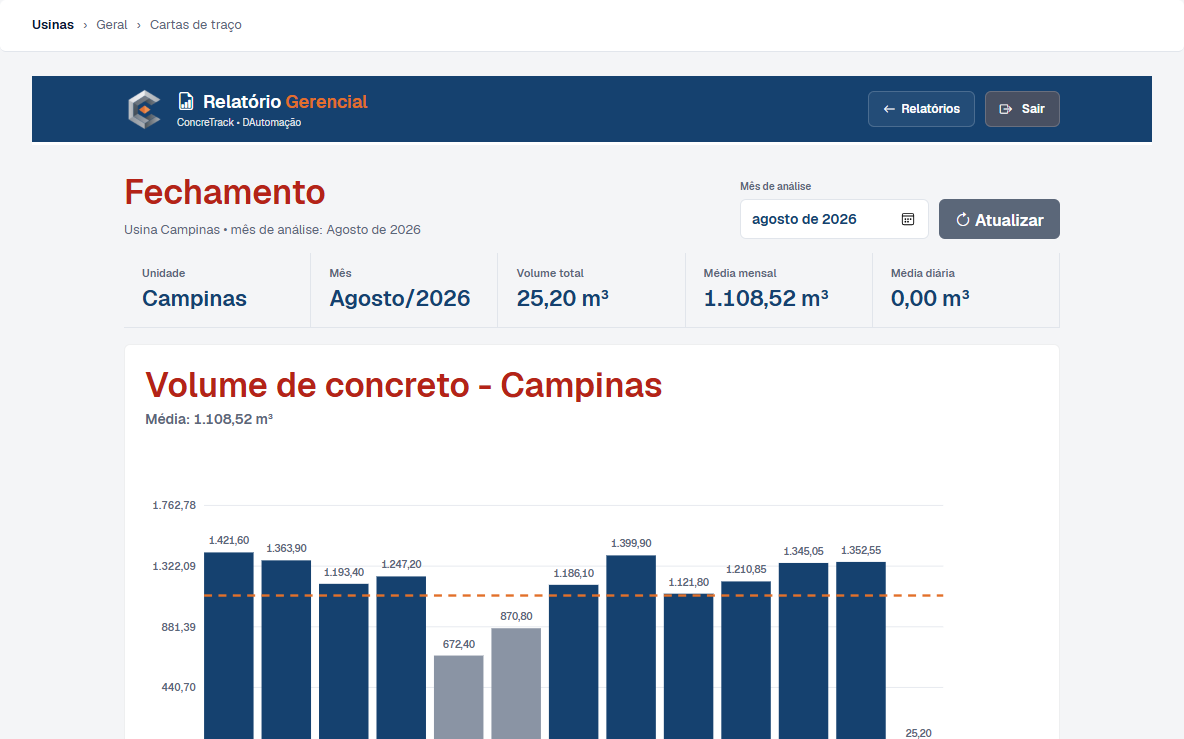 Usinas › Geral › Cartas de traço
Relatório Gerencial
ConcreTrack • DAutomação
← Relatórios
Sair
Fechamento
Usina Campinas • mês de análise: Agosto de 2026
Mês de análise
agosto de 2026
Atualizar
Unidade
Campinas
Mês
Agosto/2026
Volume total
25,20 m³
Média mensal
1.108,52 m³
Média diária
0,00 m³
Volume de concreto - Campinas
Média: 1.108,52 m³
1.762,78
1.322,09
881,39
440,70
1.421,60
1.363,90
1.193,40
1.247,20
672,40
870,80
1.186,10
1.399,90
1.121,80
1.210,85
1.345,05
1.352,55
25,20